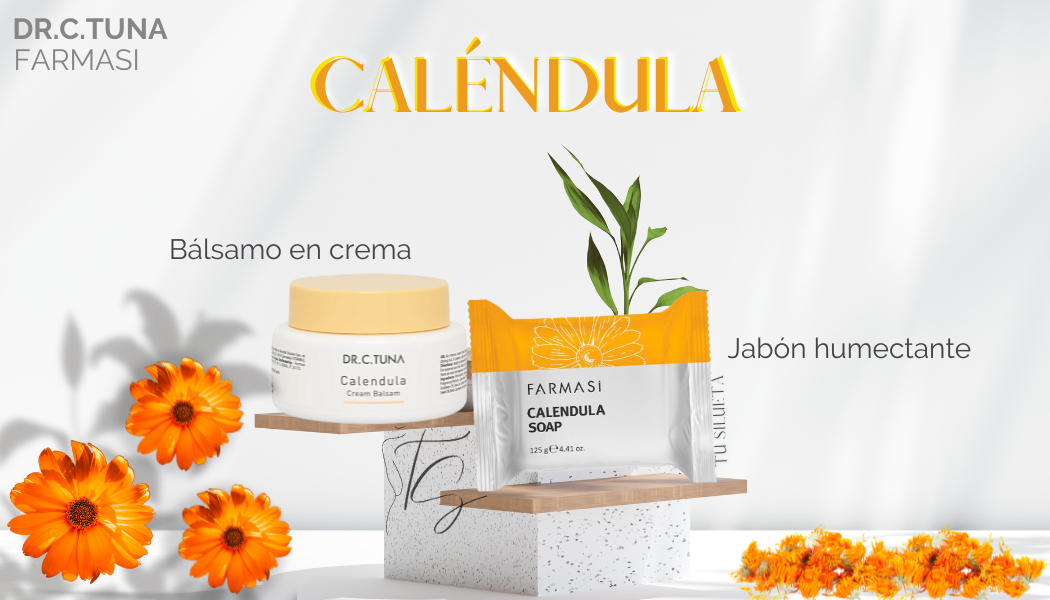 DR.C.TUNA
FARMASI
CALÉNDULA
Bálsamo en crema
DR.C.TUNA
Calendula
Cream Balsam
Jabón humectante
FARMASi
CALENDULA
SOAP
125 g℮4.41 oz.
TU SILUETA
TS